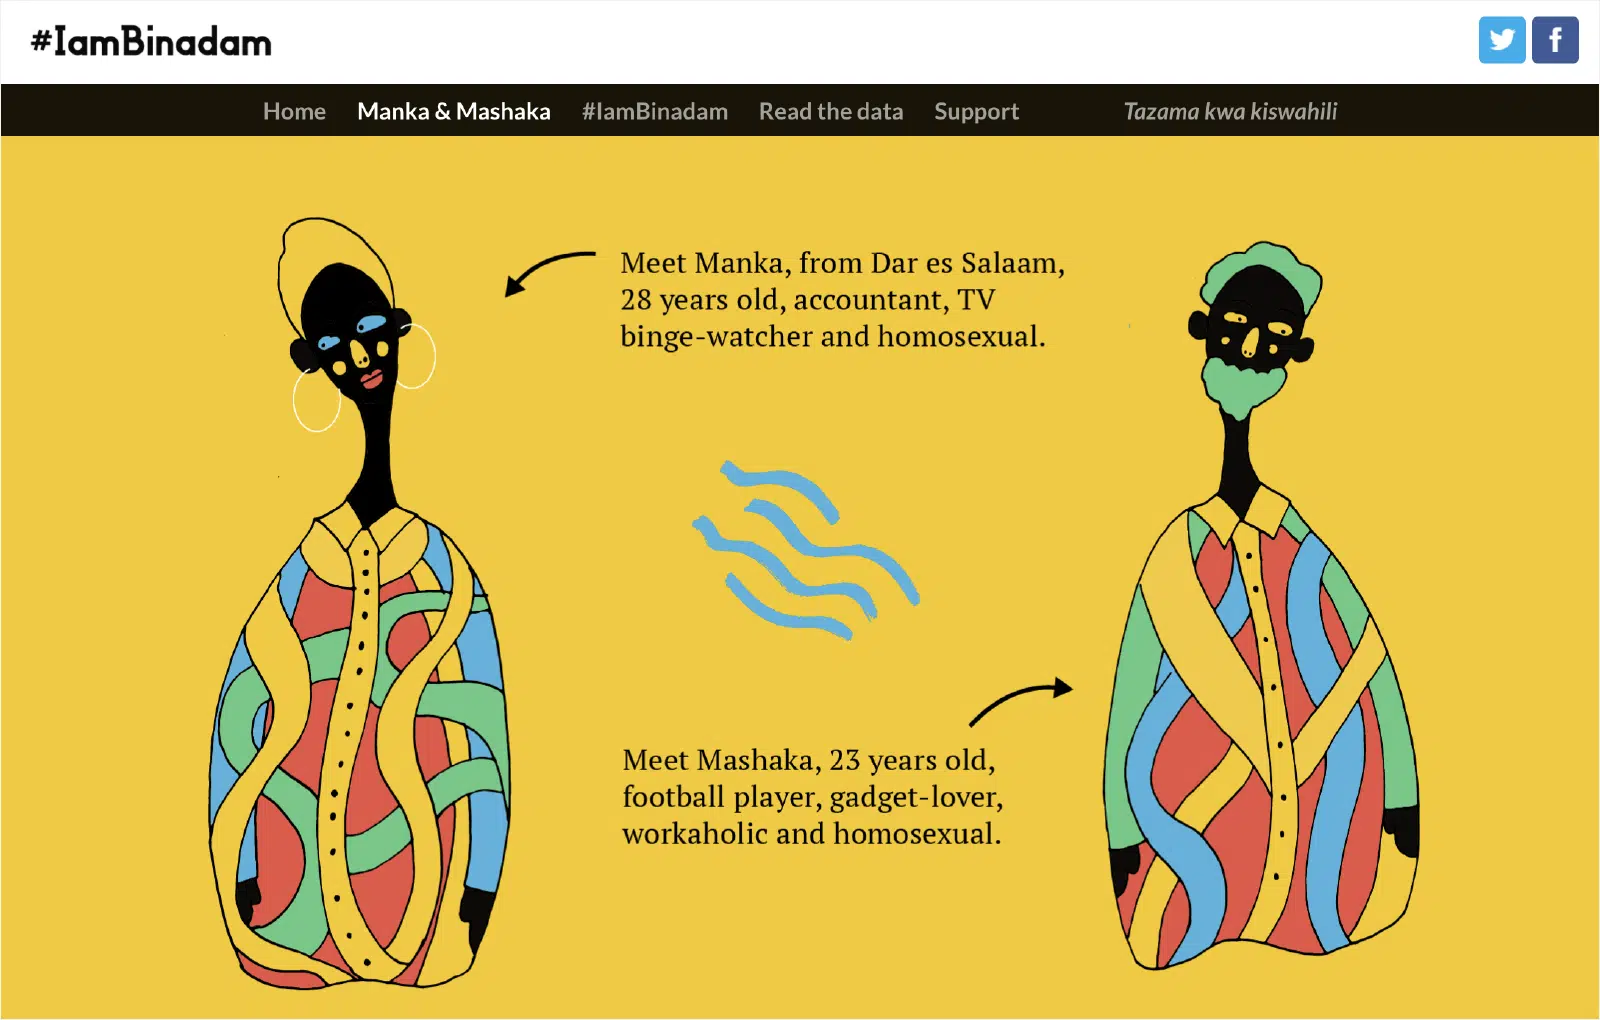 #IamBinadam
Home Manka & Mashaka #IamBinadam Read the data Support Tazama kwa kiswahili
Meet Manka, from Dar es Salaam,
28 years old, accountant, TV
binge-watcher and homosexual.
Meet Mashaka, 23 years old,
football player, gadget-lover,
workaholic and homosexual.